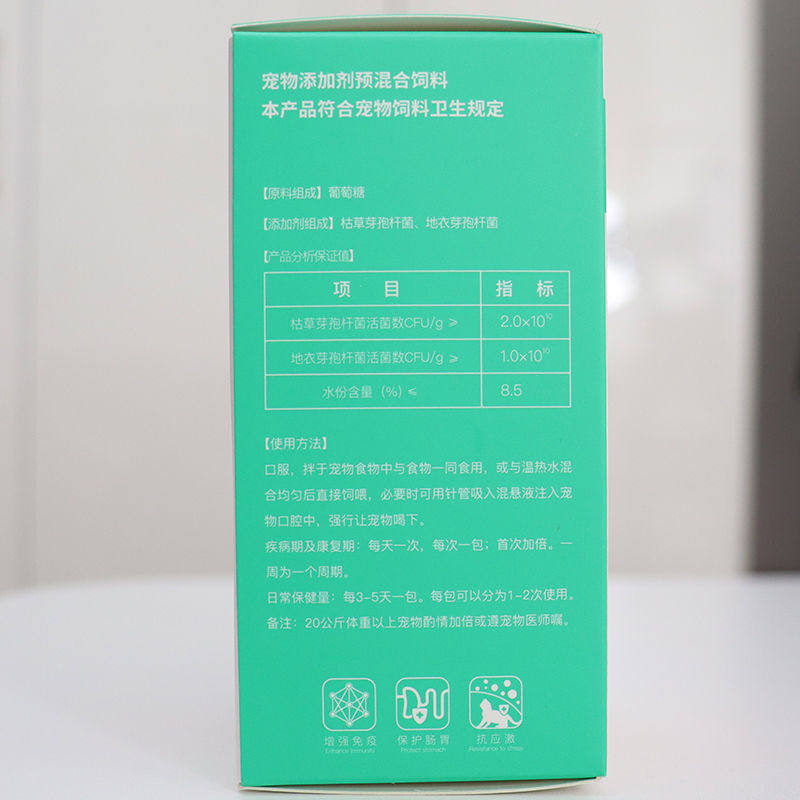 宠物添加剂预混合饲料
本产品符合宠物饲料卫生规定
【原料组成】葡萄糖
【添加剂组成】枯草芽孢杆菌、地衣芽孢杆菌
【产品分析保证值】
项 目 指 标
枯草芽孢杆菌活菌数CFU/g ≥ 2.0×10¹⁰
地衣芽孢杆菌活菌数CFU/g ≥ 1.0×10¹⁰
水份含量（%）≤ 8.5
【使用方法】
口服，拌于宠物食物中与食物一同食用，或与温热水混
合均匀后直接饲喂，必要时可用针管吸入混悬液注入宠
物口腔中，强行让宠物喝下。
疾病期及康复期：每天一次，每次一包；首次加倍。一
周为一个周期。
日常保健量：每3-5天一包。每包可以分为1-2次使用。
备注：20公斤体重以上宠物酌情加倍或遵宠物医师嘱。
增强免疫 保护肠胃 抗应激
Enhance immunity Protect stomach Resistance to stress